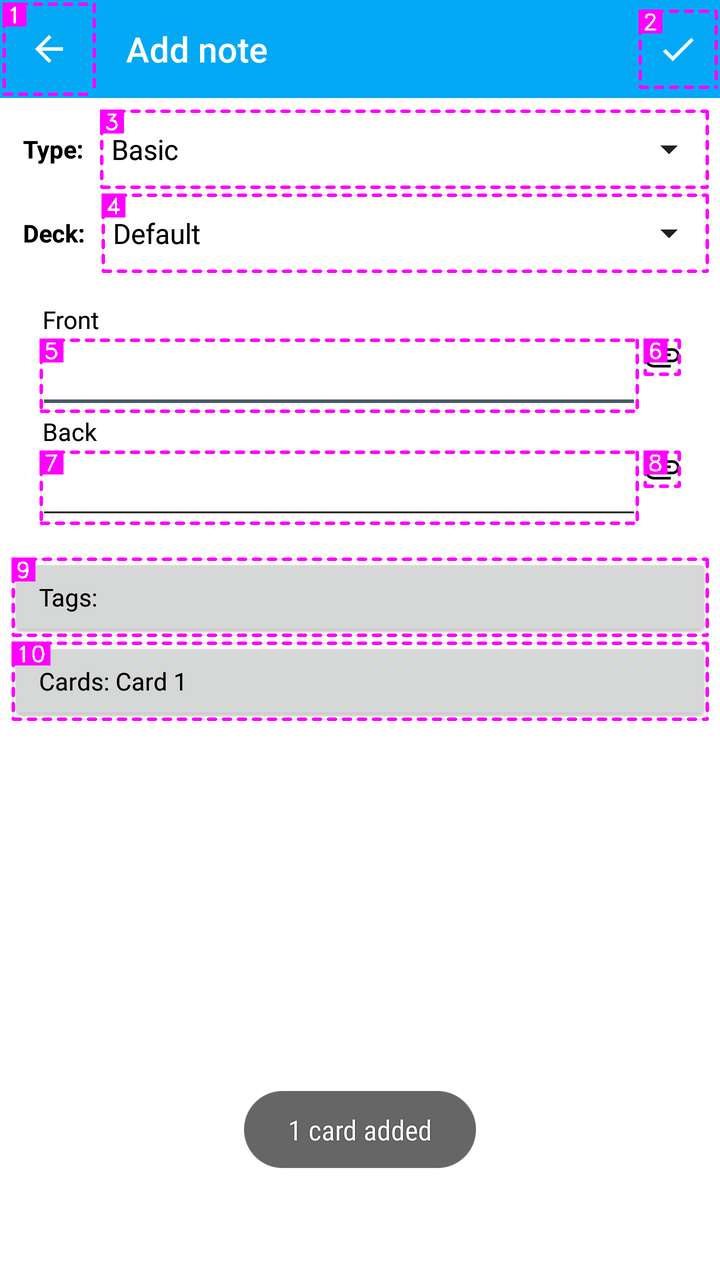 1
2
Add note
3
Type: Basic
4
Deck: Default
Front
5
6
Back
7
8
9
Tags:
10
Cards: Card 1
1 card added